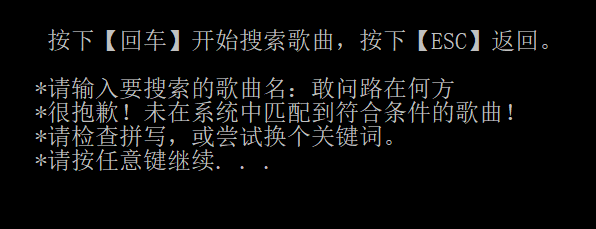 按下【回车】开始搜索歌曲，按下【ESC】返回。
*请输入要搜索的歌曲名：敢问路在何方
*很抱歉！未在系统中匹配到符合条件的歌曲！
*请检查拼写，或尝试换个关键词。
*请按任意键继续. . .